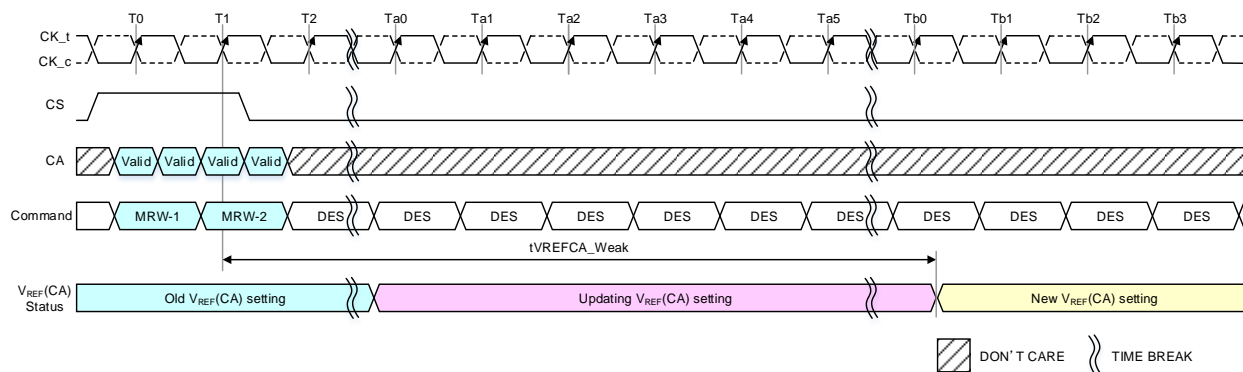 T0 T1 T2 Ta0 Ta1 Ta2 Ta3 Ta4 Ta5 Tb0 Tb1 Tb2 Tb3
CK_t
CK_c
CS
CA Valid Valid Valid Valid
Command MRW-1 MRW-2 DES DES DES DES DES DES DES DES DES DES DES
tVREFCA_Weak
VREF(CA)
Status
Old VREF(CA) setting Updating VREF(CA) setting New VREF(CA) setting
DON'T CARE TIME BREAK